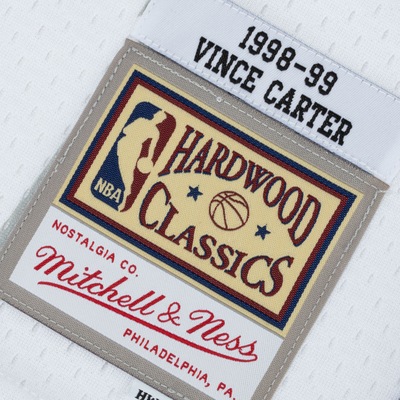 1998-99
VINCE CARTER
NBA
HARDWOOD
CLASSICS
NOSTALGIA CO.
Mitchell & Ness
PHILADELPHIA, PA.